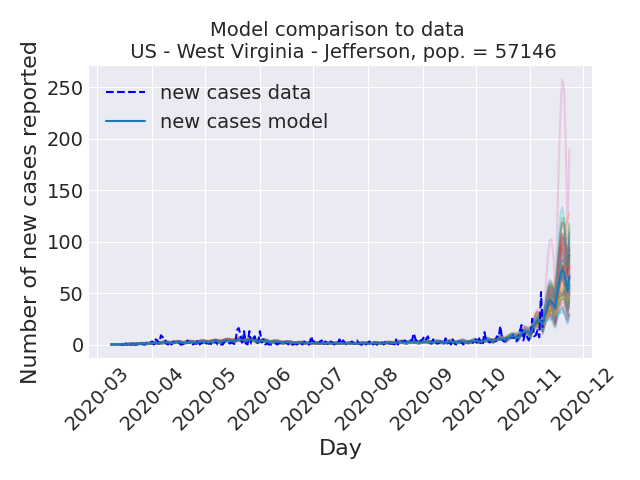 Model comparison to data
US - West Virginia - Jefferson, pop. = 57146
Number of new cases reported
250
200
150
100
50
0
new cases data
new cases model
2020-03
2020-04
2020-05
2020-06
2020-07
2020-08
2020-09
2020-10
2020-11
2020-12
Day